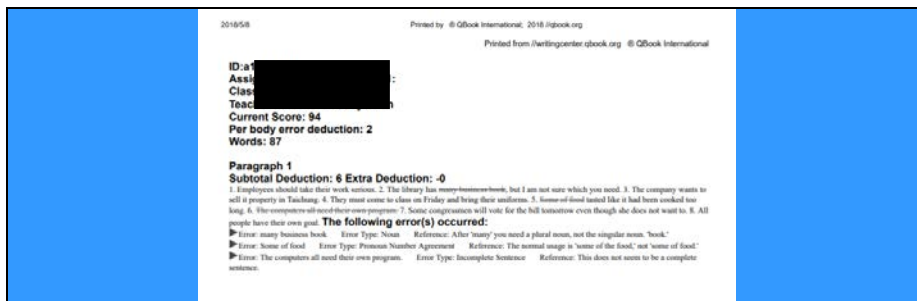 2018/5/8 Printed by ® QBook International; 2018 //qbook.org
Printed from //writingcenter.qbook.org ® QBook International
ID:a1
Assi :
Clas
Teac n
Current Score: 94
Per body error deduction: 2
Words: 87
Paragraph 1
Subtotal Deduction: 6 Extra Deduction: -0
1. Employees should take their work serious. 2. The library has many business book, but I am not sure which you need. 3. The company wants to
sell it property in Taichung. 4. They must come to class on Friday and bring their uniforms. 5. Some of food tasted like it had been cooked too
long. 6. The computers all need their own program. 7. Some congressmen will vote for the bill tomorrow even though she does not want to. 8. All
people have their own goal. The following error(s) occurred:
▶Error: many business book Error Type: Noun Reference: After 'many' you need a plural noun, not the singular noun. 'book.'
▶Error: Some of food Error Type: Pronoun Number Agreement Reference: The normal usage is 'some of the food,' not 'some of food.'
▶Error: The computers all need their own program. Error Type: Incomplete Sentence Reference: This does not seem to be a complete
sentence.